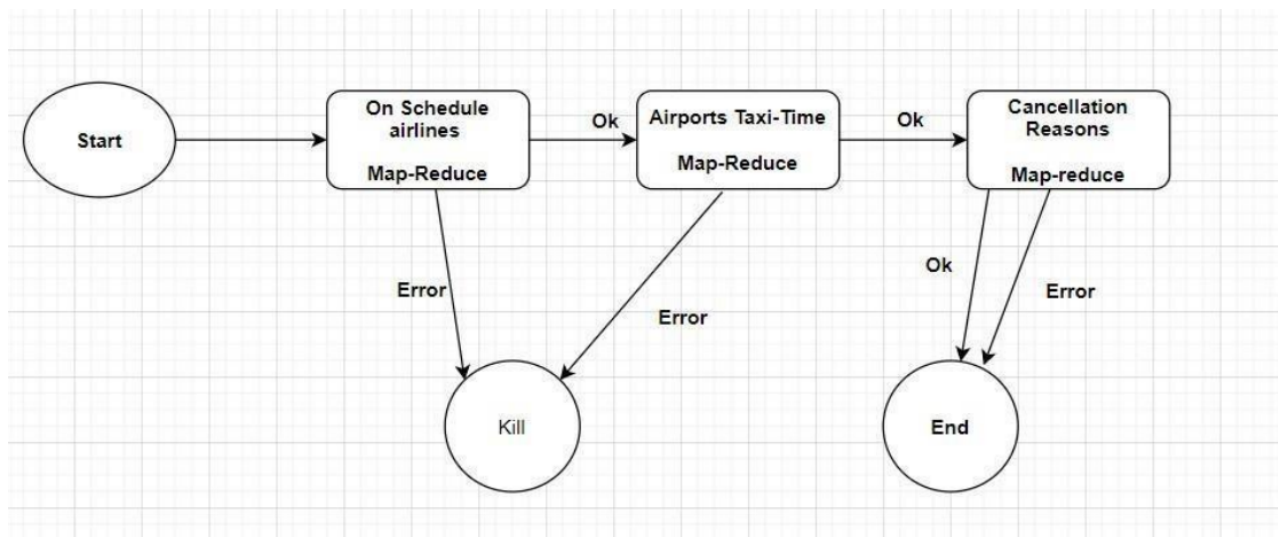 Start
On Schedule
airlines
Map-Reduce
Ok
Airports Taxi-Time
Map-Reduce
Ok
Cancellation
Reasons
Map-reduce
Error
Error
Ok
Error
Kill
End